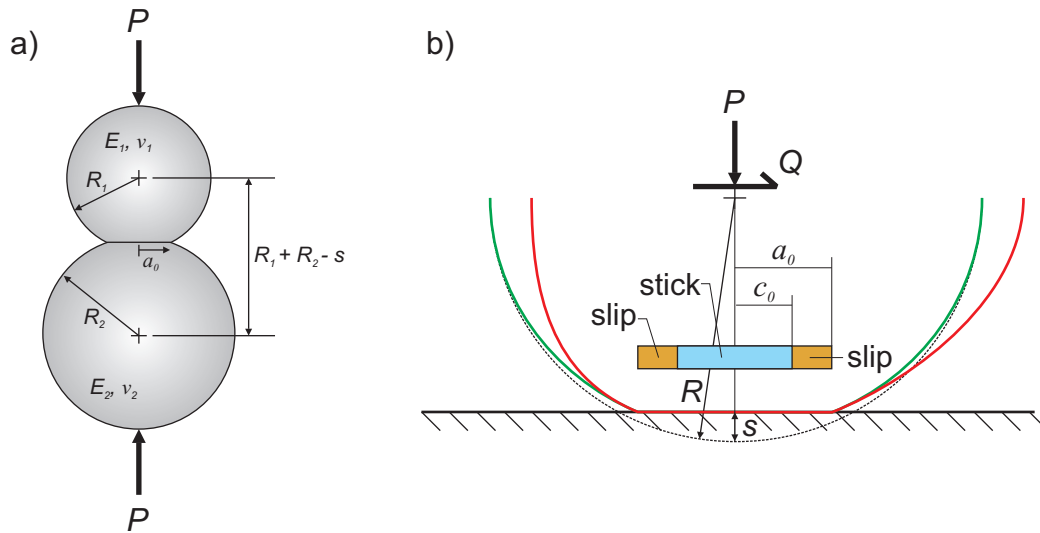 a)
P
E₁, ν₁
R₁
a₀
R₁ + R₂ - s
R₂
E₂, ν₂
P
b)
P
Q
a₀
stick
c₀
slip
slip
R
s